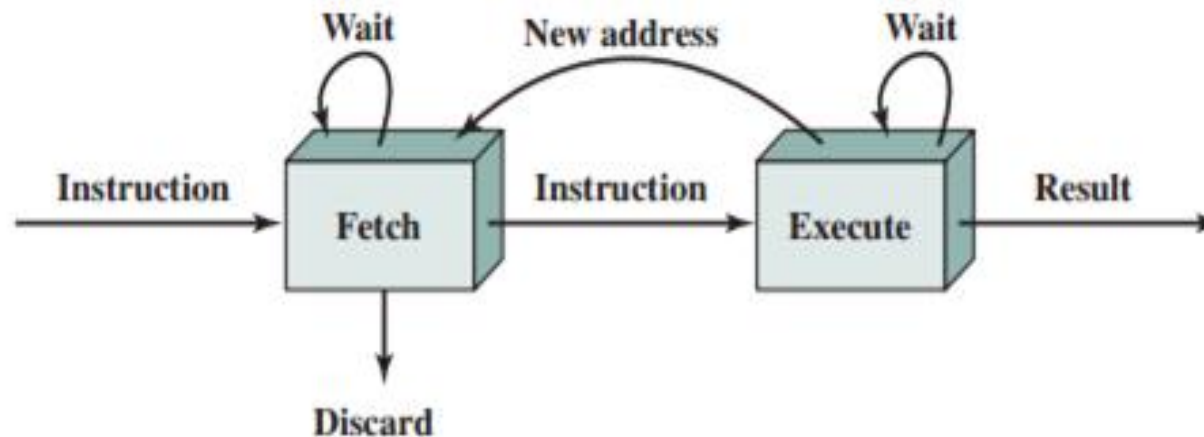 Wait
New address
Wait
Instruction
Fetch
Instruction
Execute
Result
Discard